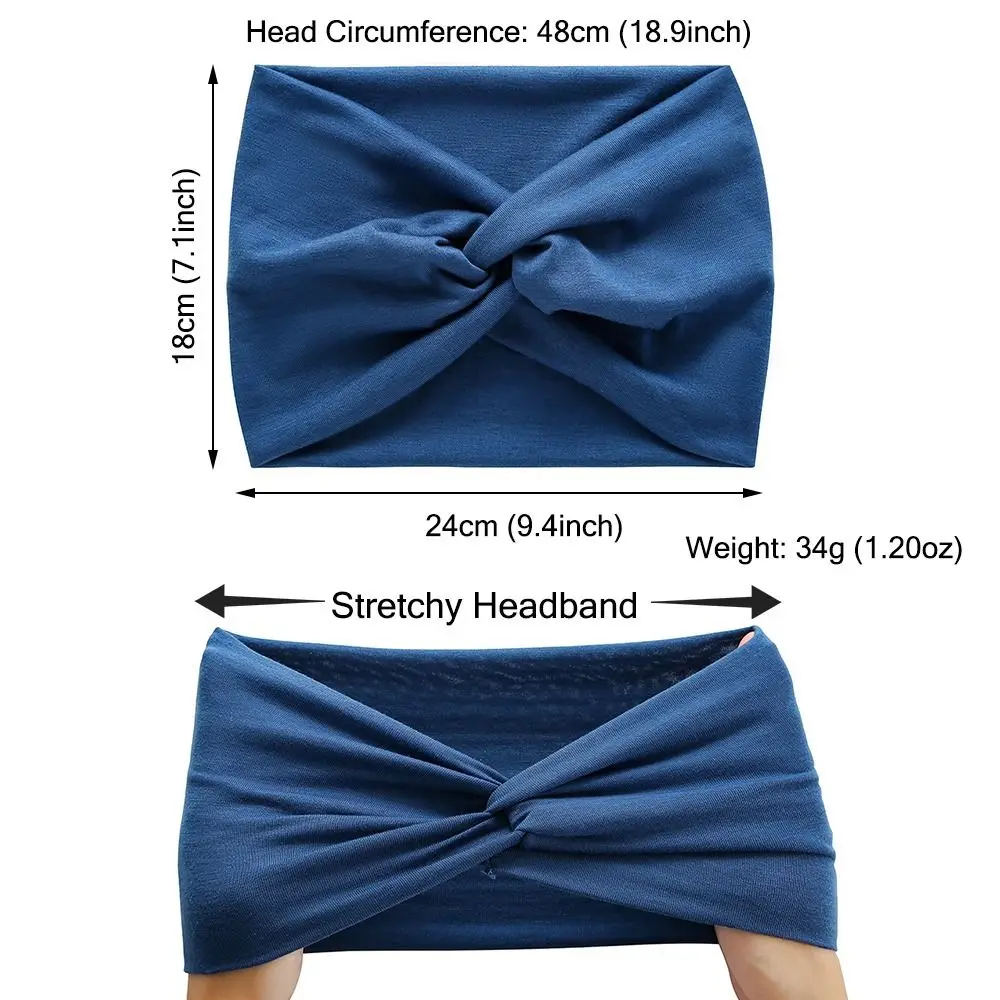 Head Circumference: 48cm (18.9inch)
18cm (7.1inch)
24cm (9.4inch)
Weight: 34g (1.20oz)
Stretchy Headband